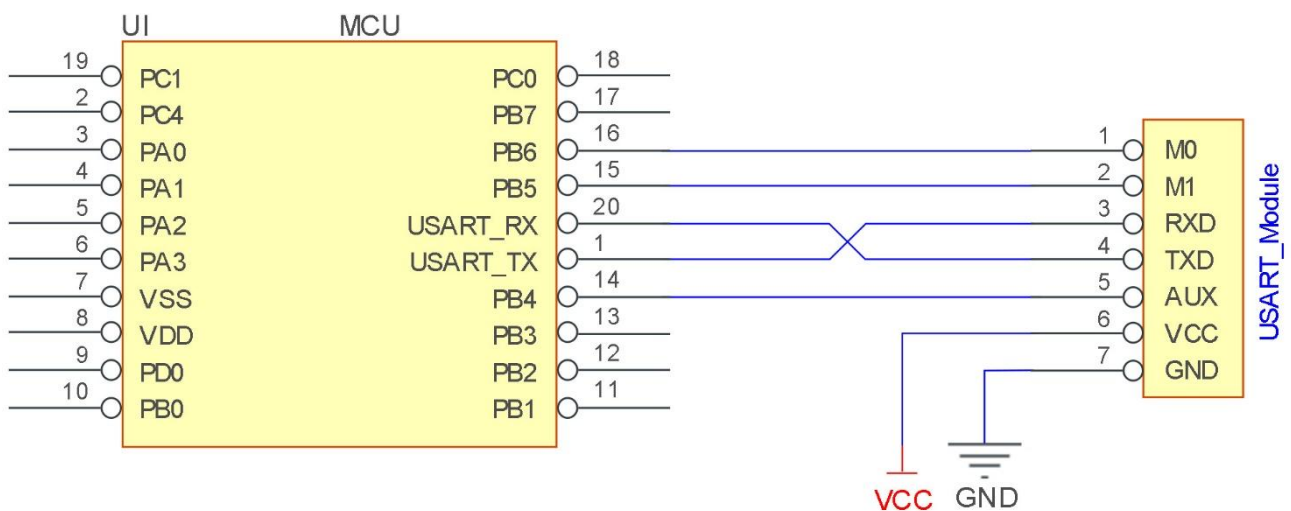 UI MCU
19 PC1 PC0 18
2 PC4 PB7 17
3 PA0 PB6 16 1 M0
4 PA1 PB5 15 2 M1
5 PA2 USART_RX 20 3 RXD
6 PA3 USART_TX 1 4 TXD
7 VSS PB4 14 5 AUX
8 VDD PB3 13 6 VCC
9 PD0 PB2 12 7 GND
10 PB0 PB1 11
USART_Module
VCC GND